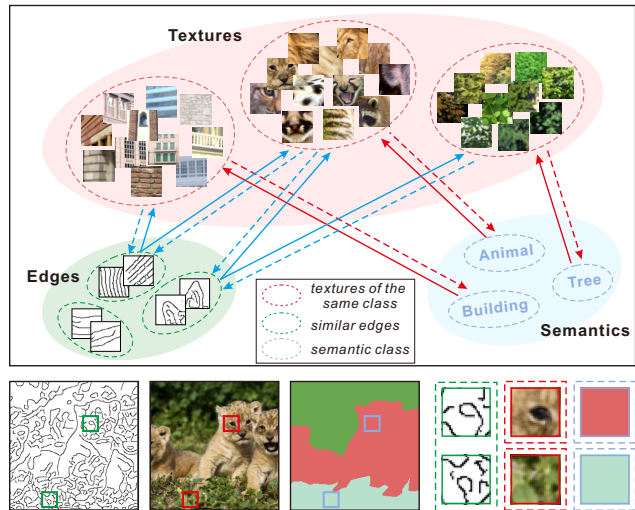 Textures
Edges
Animal
Tree
Building
Semantics
textures of the
same class
similar edges
semantic class